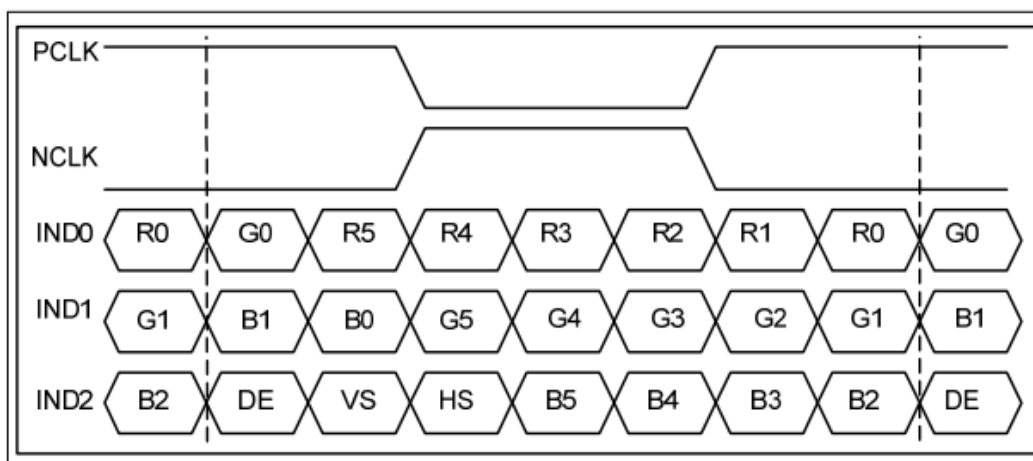 PCLK
NCLK
IND0 R0 G0 R5 R4 R3 R2 R1 R0 G0
IND1 G1 B1 B0 G5 G4 G3 G2 G1 B1
IND2 B2 DE VS HS B5 B4 B3 B2 DE